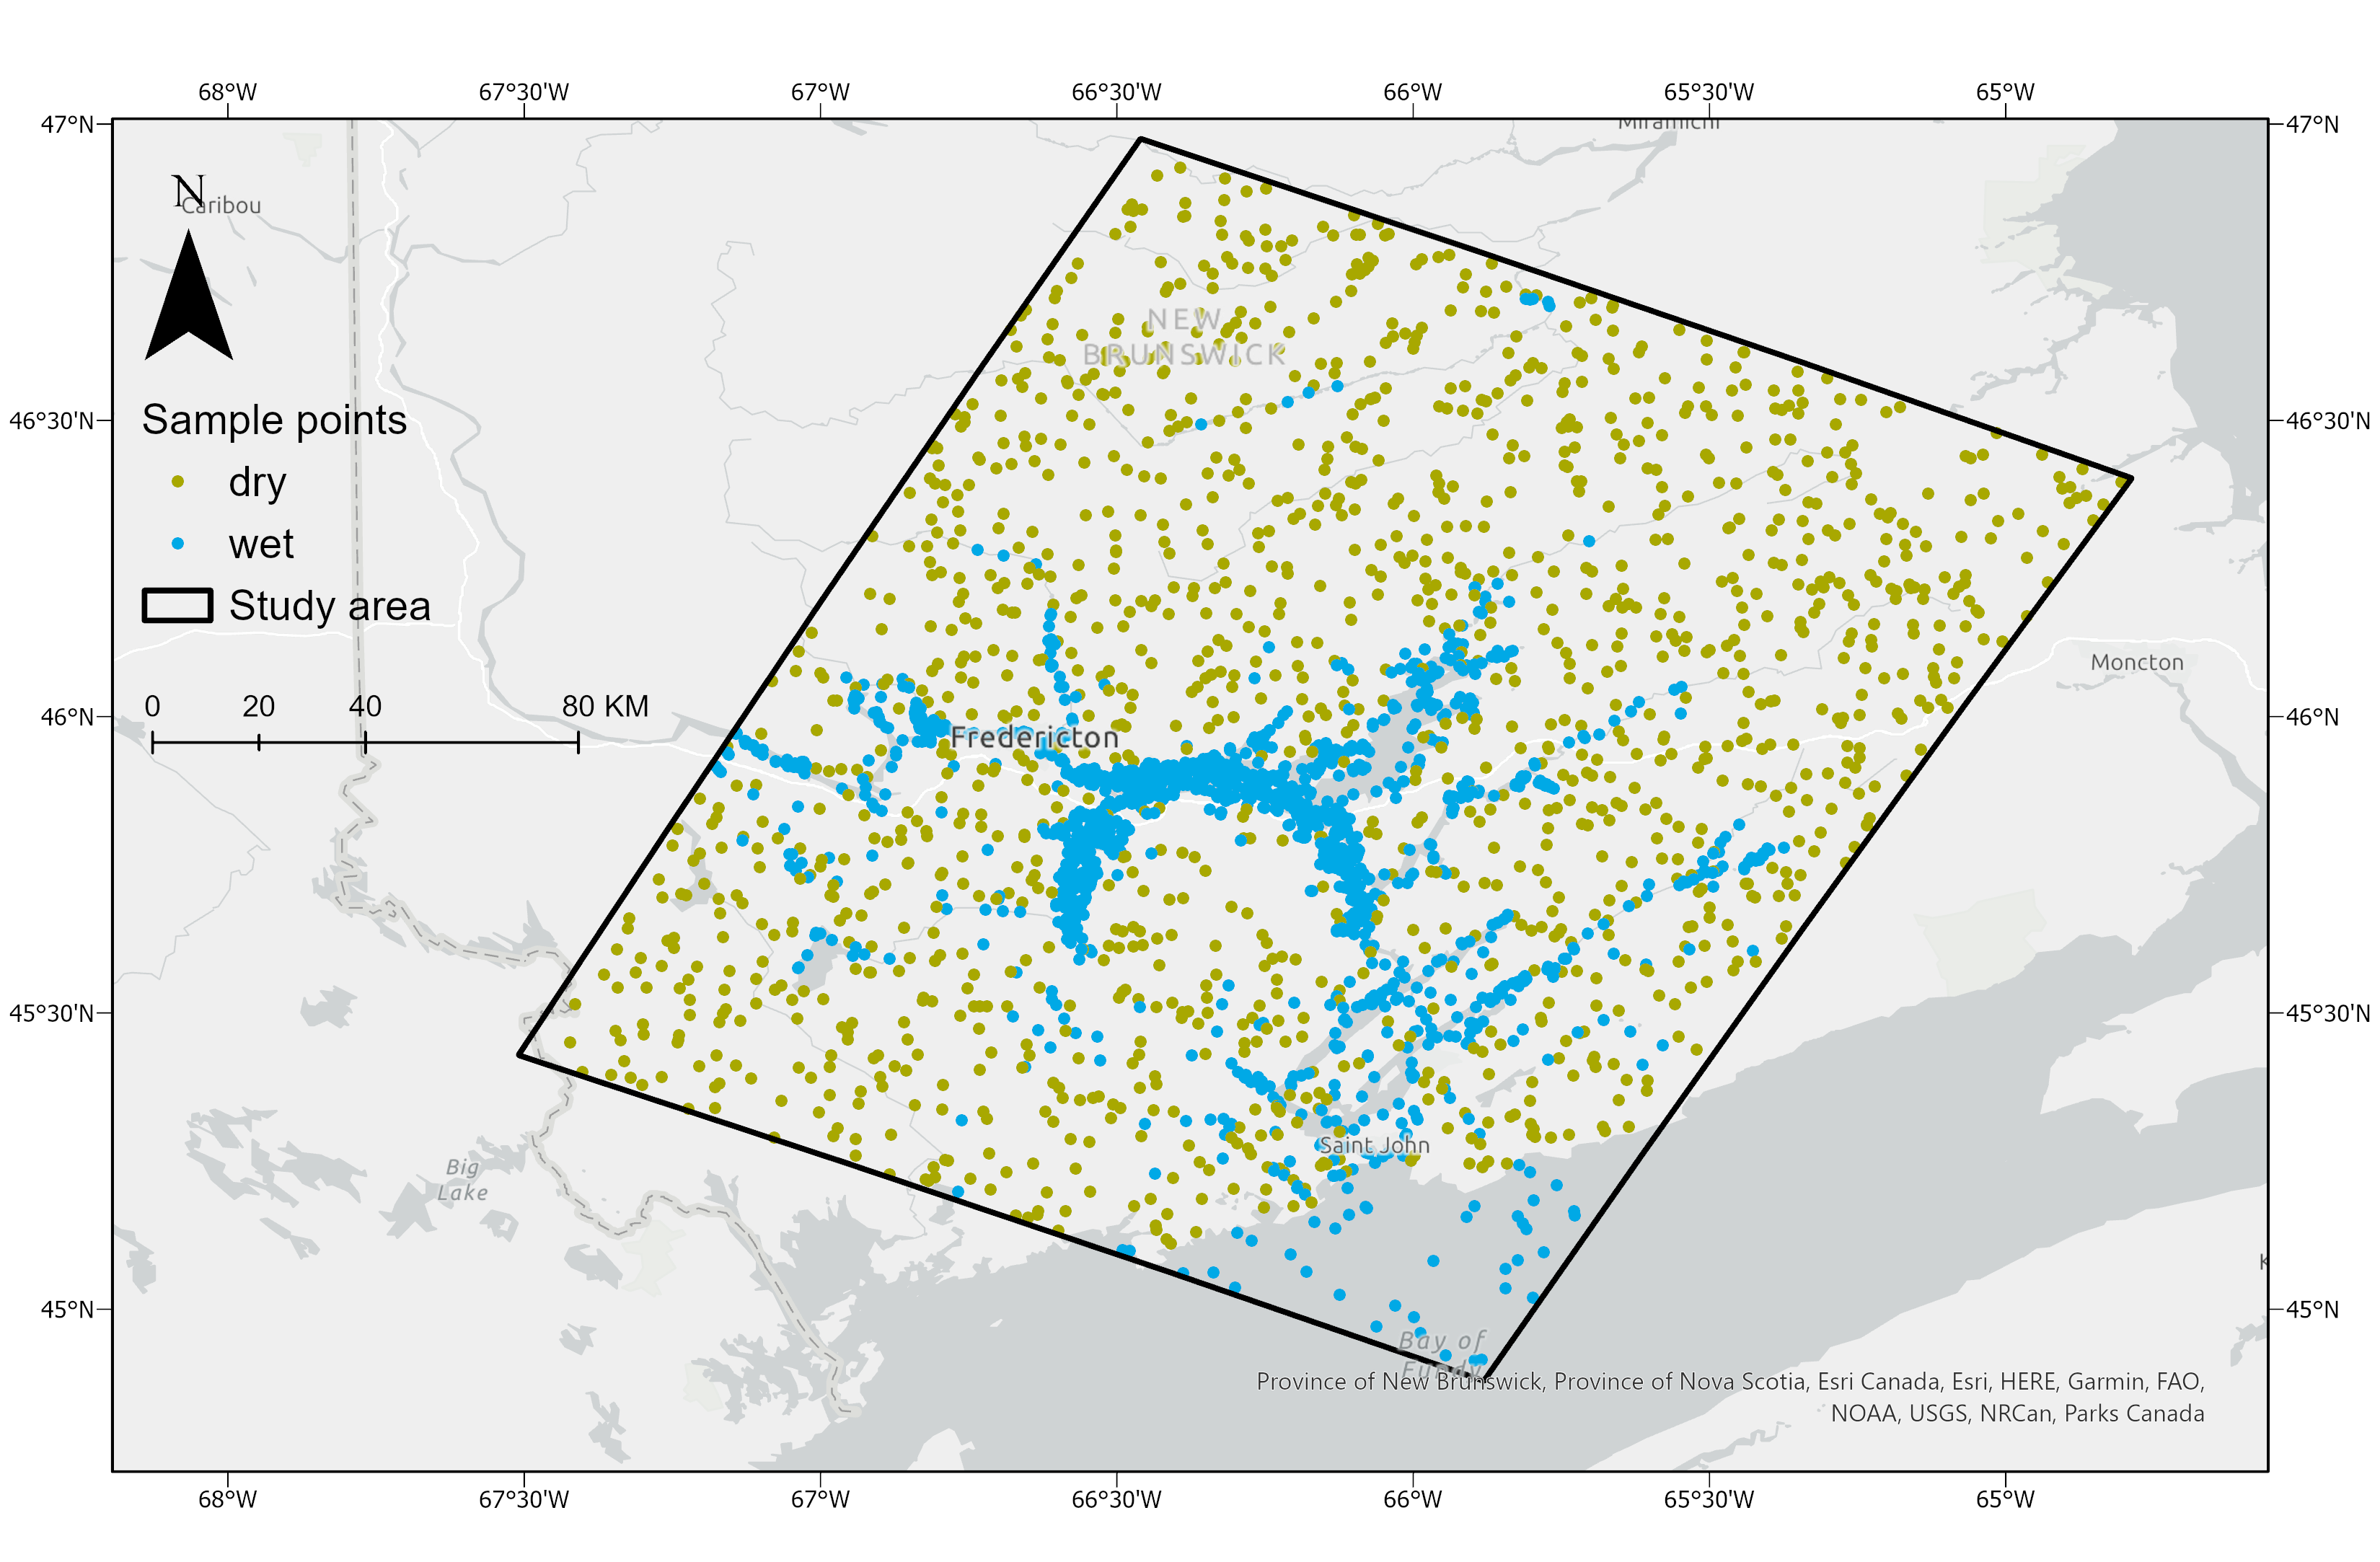 68°W 67°30'W 67°W 66°30'W 66°W 65°30'W 65°W
47°N 47°N
Miramichi
N
Caribou
NEW
BRUNSWICK
Sample points
46°30'N 46°30'N
dry
wet
Study area
Moncton
0 20 40 80 KM
46°N 46°N
Fredericton
45°30'N 45°30'N
Saint John
Big
Lake
K
45°N 45°N
Bay of
Fundy
Province of New Brunswick, Province of Nova Scotia, Esri Canada, Esri, HERE, Garmin, FAO,
NOAA, USGS, NRCan, Parks Canada
68°W 67°30'W 67°W 66°30'W 66°W 65°30'W 65°W